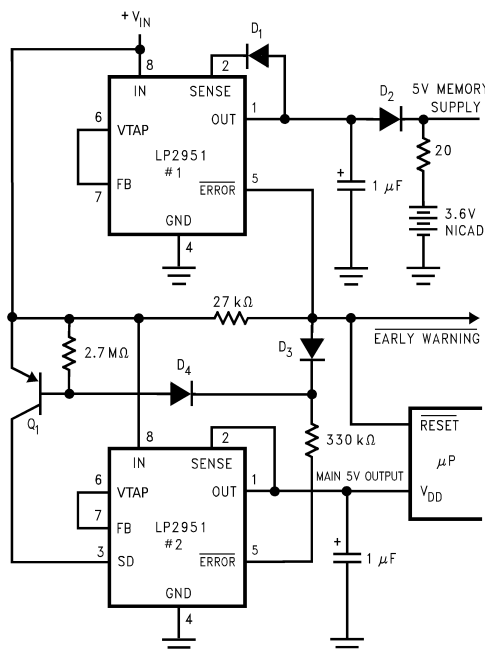 + V IN
D1
8
2
IN
SENSE
5V MEMORY
SUPPLY
D2
6
VTAP
OUT
1
LP2951
#1
20
+
1 µF
7
FB
ERROR
5
3.6V
NICAD
GND
4
27 kΩ
2.7 MΩ
D3
EARLY WARNING
D4
Q1
330 kΩ
RESET
8
2
IN
SENSE
µP
6
VTAP
OUT
1
MAIN 5V OUTPUT
VDD
7
FB
LP2951
#2
3
SD
ERROR
5
+
1 µF
GND
4